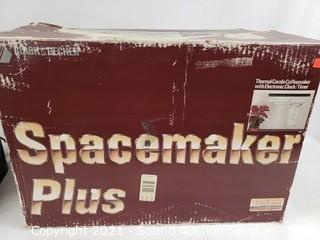 BLACK & DECKER
Thermal Carafe Coffeemaker
with Electronic Clock/Timer
Spacemaker
Plus
Copyright 2021 - Sound Auction Service